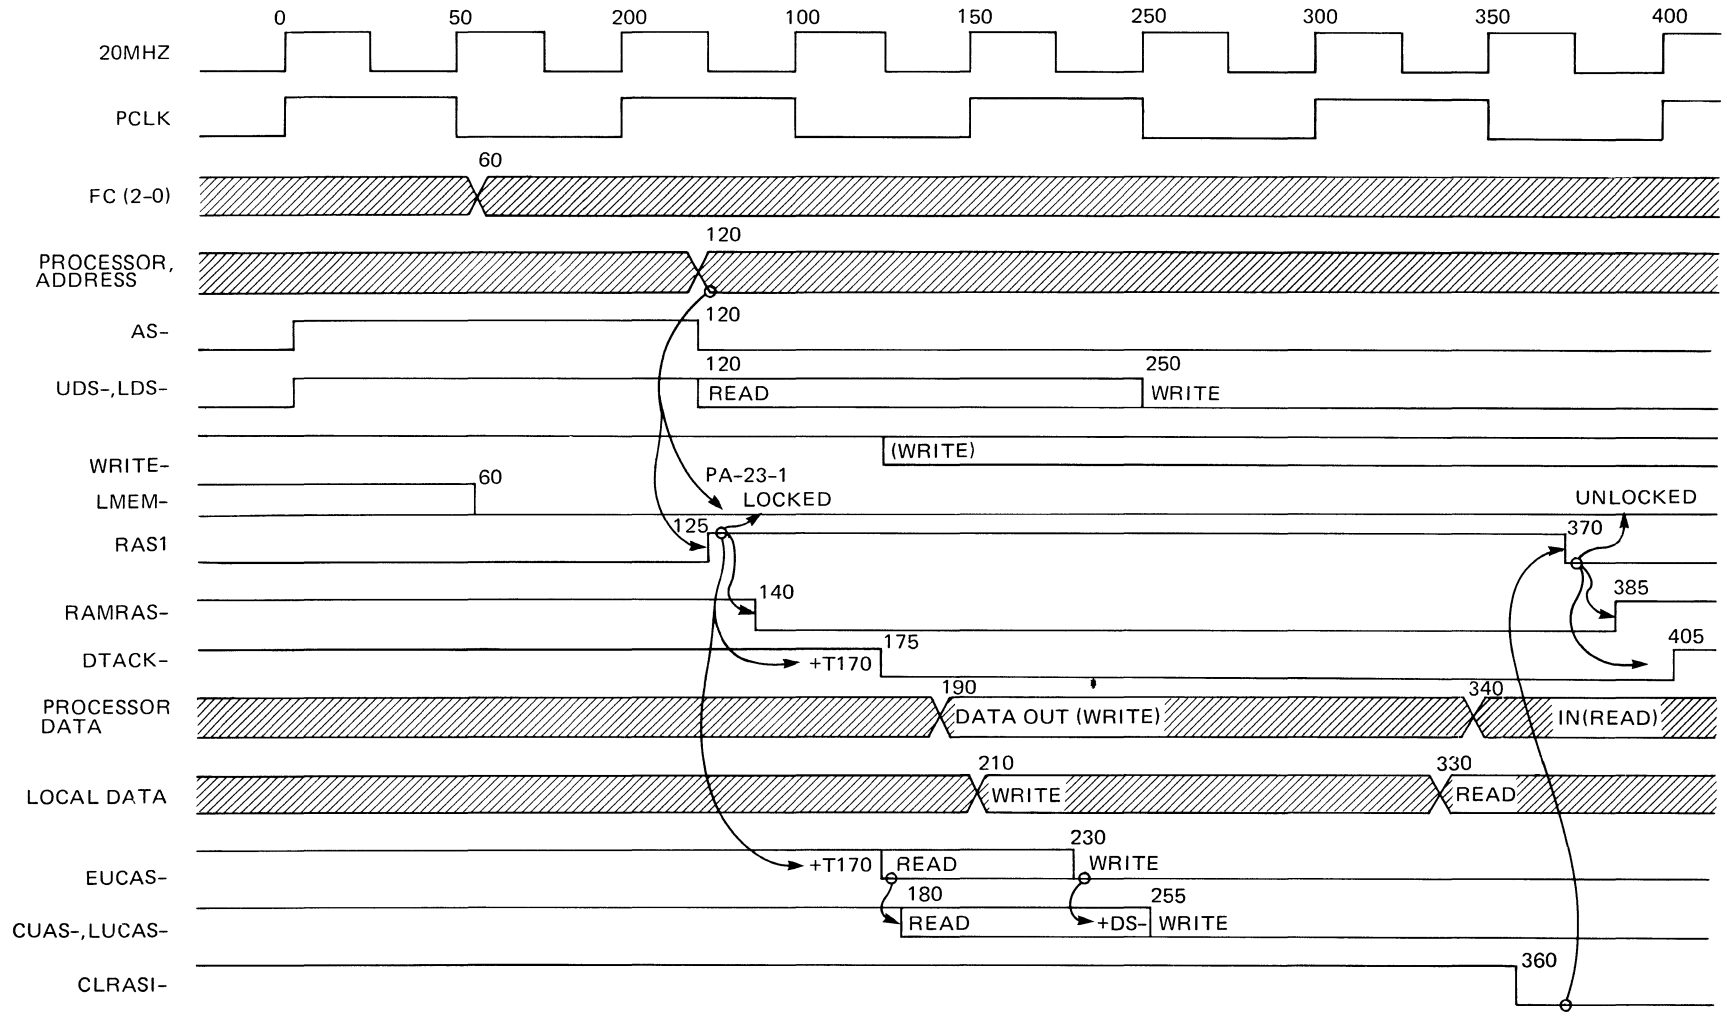 0 50 200 100 150 250 300 350 400
20MHZ
PCLK
60
FC (2-0)
120
PROCESSOR,
ADDRESS
120
AS-
120 250
UDS-,LDS- READ WRITE
(WRITE)
WRITE-
60 PA-23-1
LMEM- LOCKED UNLOCKED
125 370
RAS1
140 385
RAMRAS-
175 405
DTACK- +T170
190 340
PROCESSOR
DATA
DATA OUT (WRITE) IN(READ)
210 330
LOCAL DATA WRITE READ
230
+T170 READ WRITE
EUCAS-
180 255
READ +DS- WRITE
CUAS-,LUCAS-
360
CLRASI-